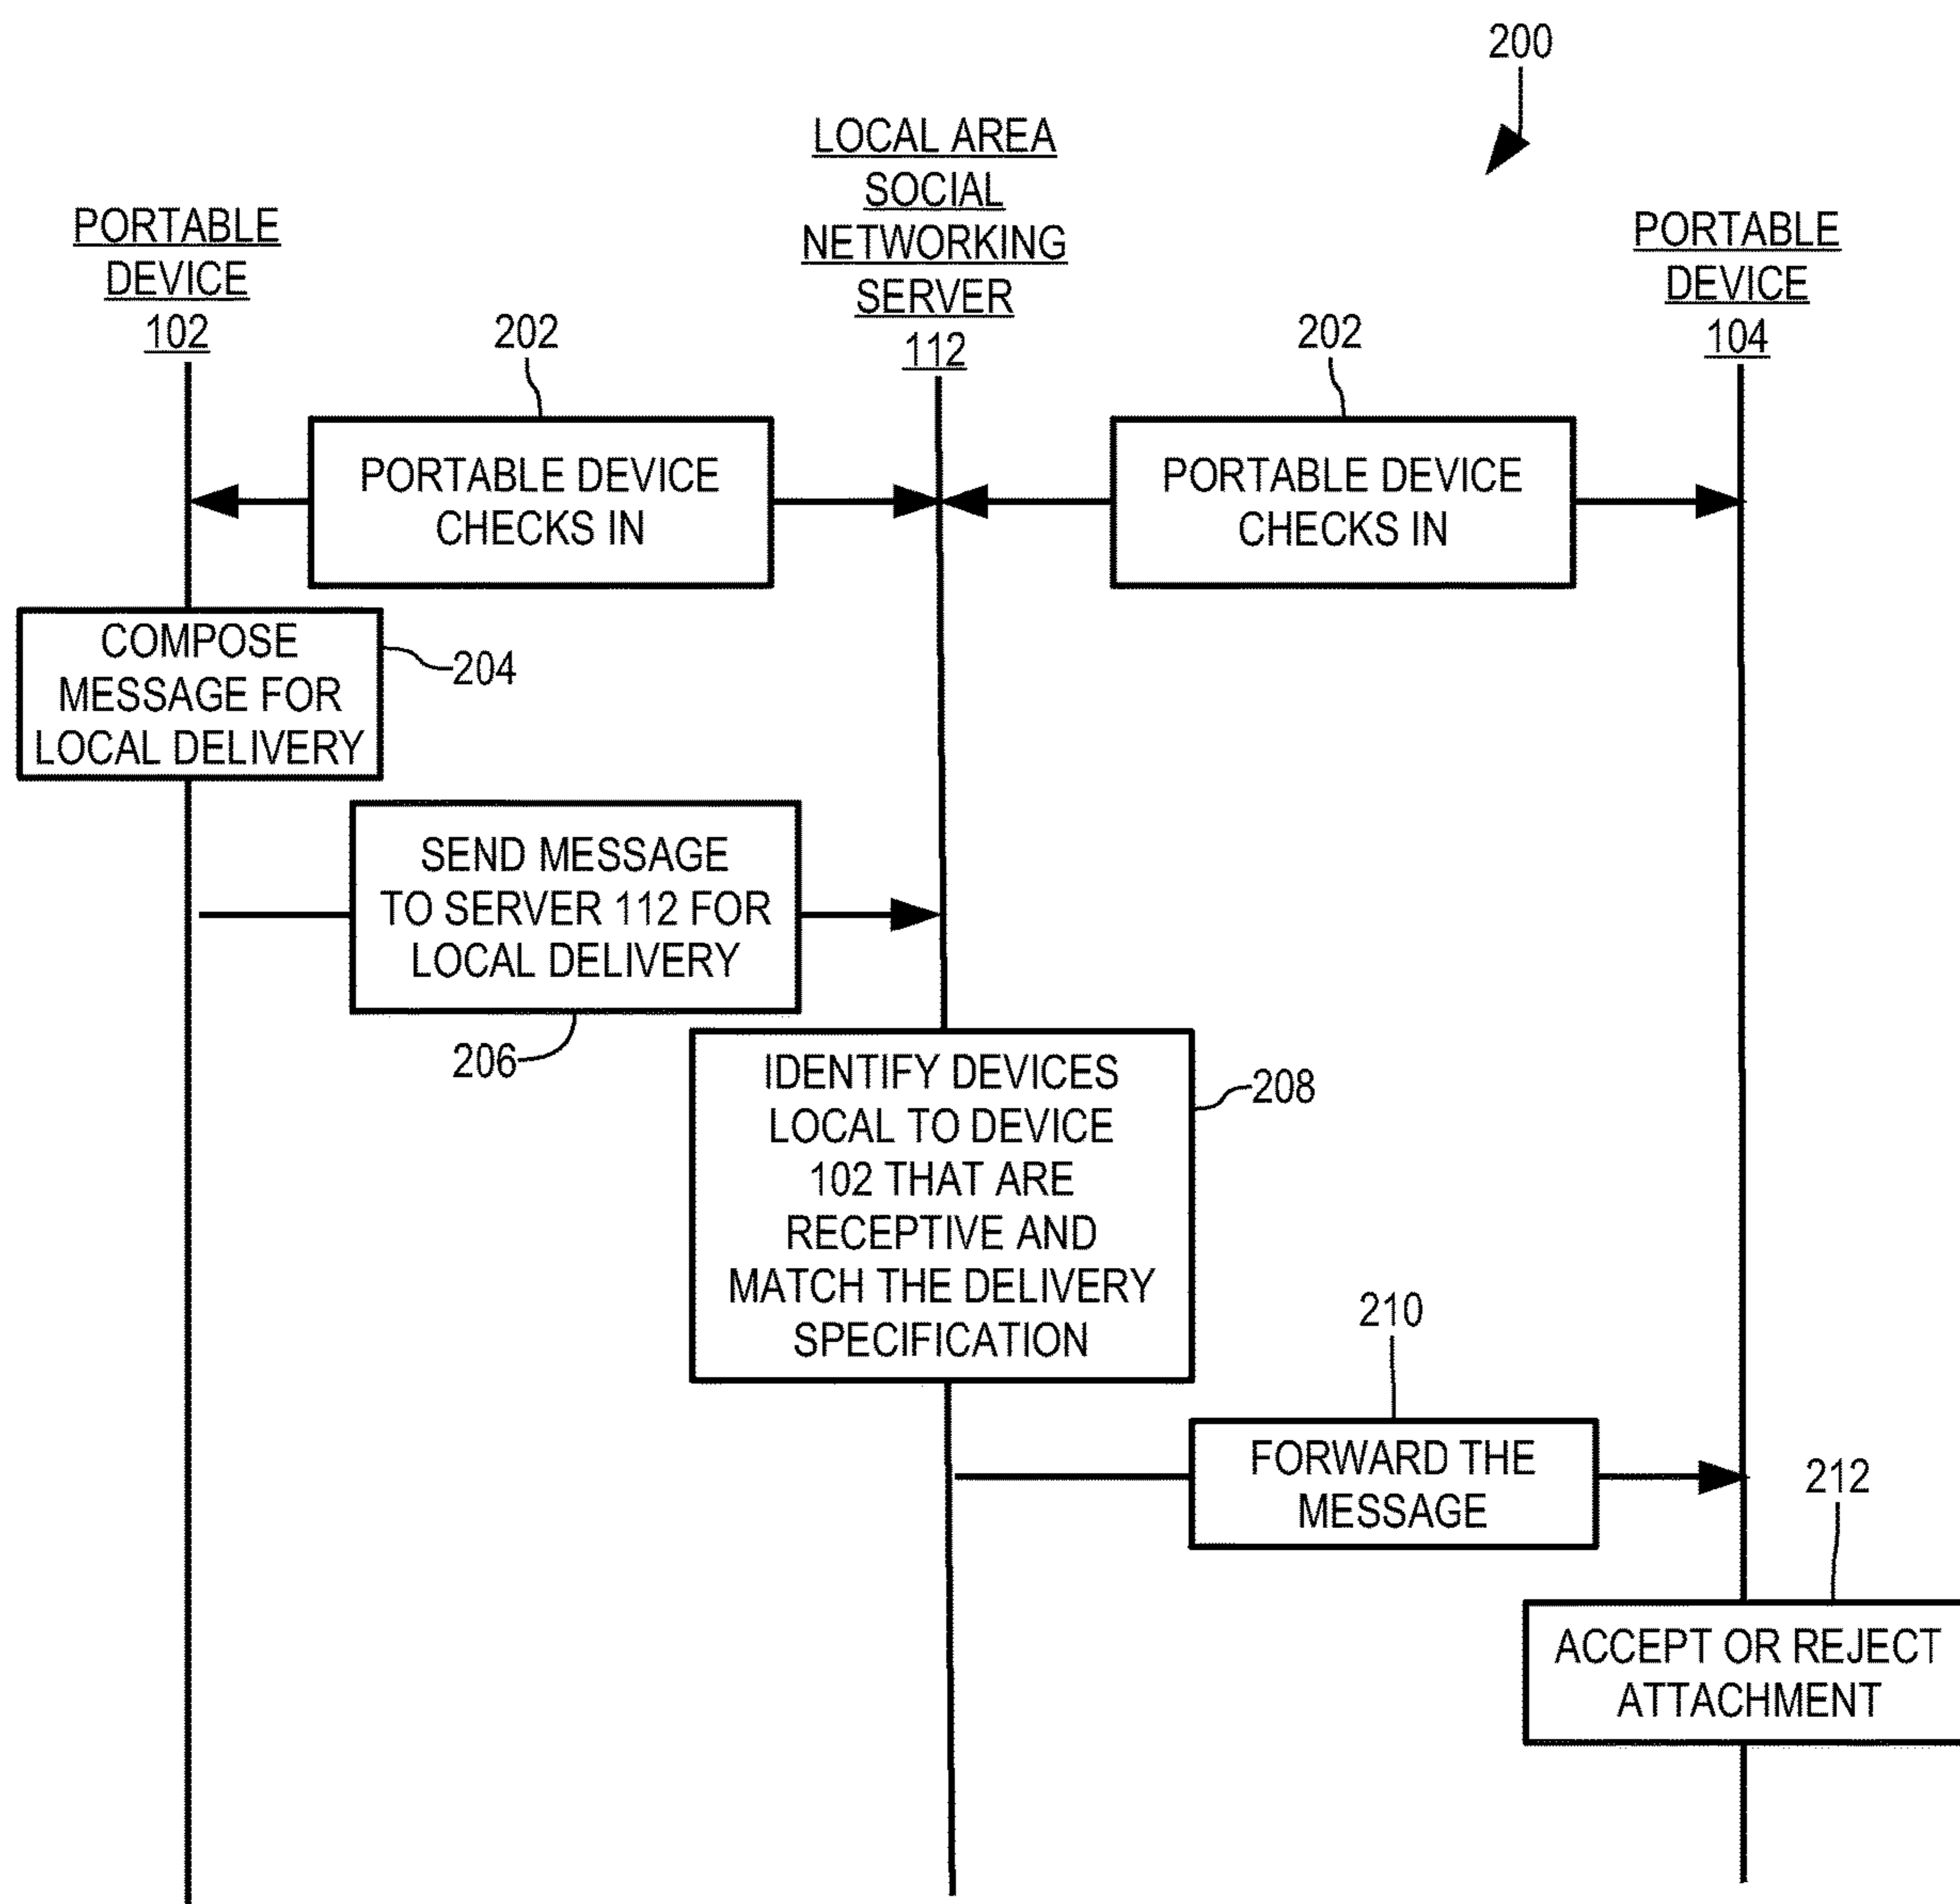 200
LOCAL AREA
SOCIAL
NETWORKING
SERVER
112
PORTABLE
DEVICE
102
PORTABLE
DEVICE
104
202
202
PORTABLE DEVICE
CHECKS IN
PORTABLE DEVICE
CHECKS IN
COMPOSE
MESSAGE FOR
LOCAL DELIVERY
204
SEND MESSAGE
TO SERVER 112 FOR
LOCAL DELIVERY
206
IDENTIFY DEVICES
LOCAL TO DEVICE
102 THAT ARE
RECEPTIVE AND
MATCH THE DELIVERY
SPECIFICATION
208
210
FORWARD THE
MESSAGE
212
ACCEPT OR REJECT
ATTACHMENT